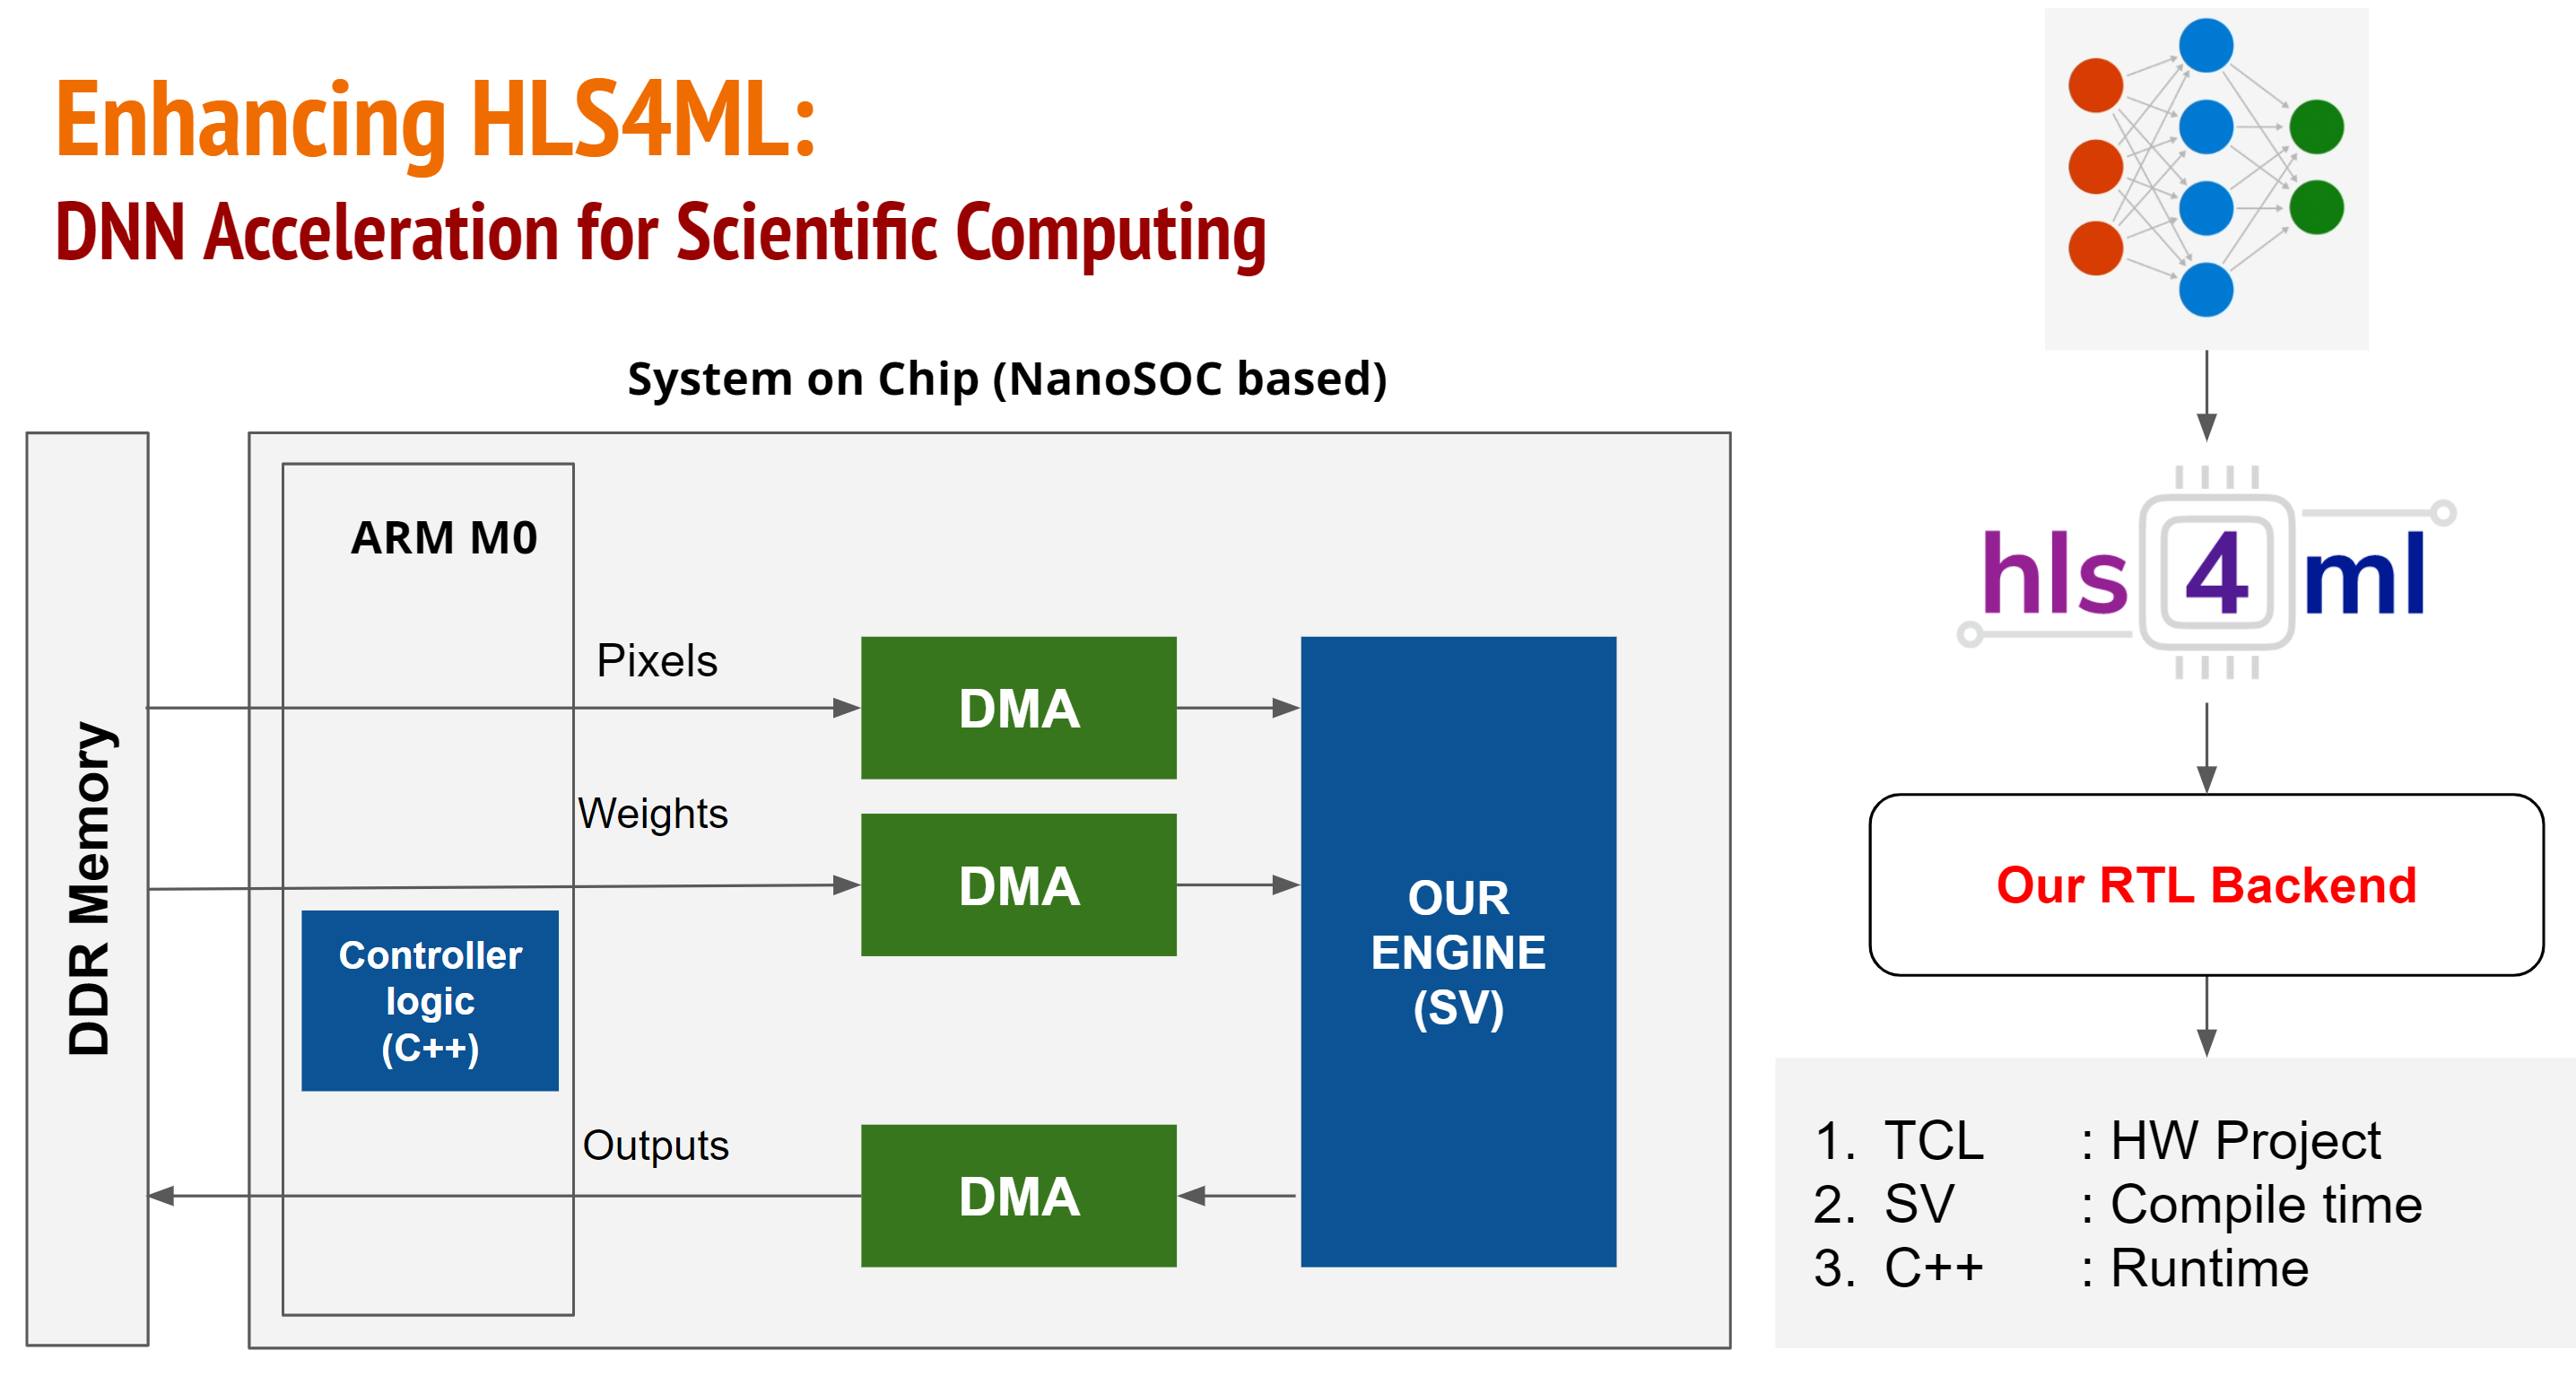 Enhancing HLS4ML:
DNN Acceleration for Scientific Computing
System on Chip (NanoSOC based)
DDR Memory
ARM M0
Pixels
DMA
Weights
DMA
Controller
logic
(C++)
OUR
ENGINE
(SV)
Outputs
DMA
hls 4 ml
Our RTL Backend
1. TCL : HW Project
2. SV : Compile time
3. C++ : Runtime